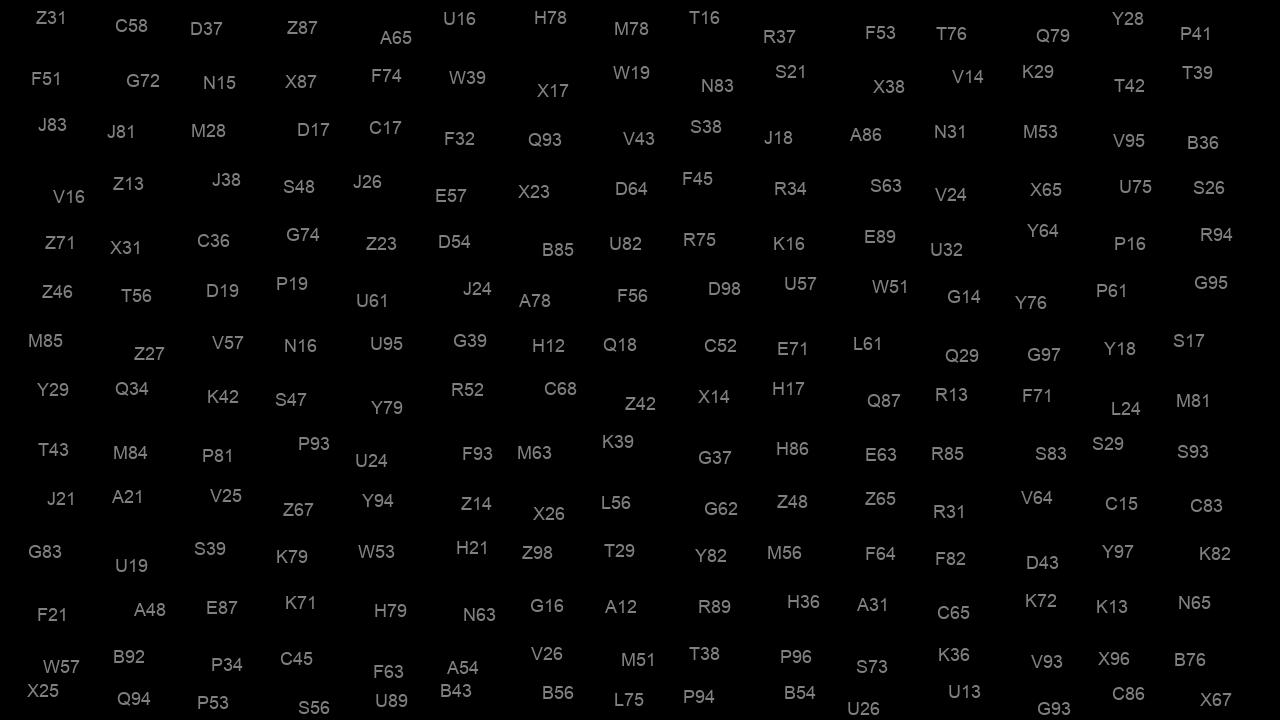 Z31 C58 D37 Z87 A65 U16 H78 M78 T16 R37 F53 T76 Q79 Y28 P41
F51 G72 N15 X87 F74 W39 X17 W19 N83 S21 X38 V14 K29 T42 T39
J83 J81 M28 D17 C17 F32 Q93 V43 S38 J18 A86 N31 M53 V95 B36
V16 Z13 J38 S48 J26 E57 X23 D64 F45 R34 S63 V24 X65 U75 S26
Z71 X31 C36 G74 Z23 D54 B85 U82 R75 K16 E89 U32 Y64 P16 R94
Z46 T56 D19 P19 U61 J24 A78 F56 D98 U57 W51 G14 Y76 P61 G95
M85 Z27 V57 N16 U95 G39 H12 Q18 C52 E71 L61 Q29 G97 Y18 S17
Y29 Q34 K42 S47 Y79 R52 C68 Z42 X14 H17 Q87 R13 F71 L24 M81
T43 M84 P81 P93 U24 F93 M63 K39 G37 H86 E63 R85 S83 S29 S93
J21 A21 V25 Z67 Y94 Z14 X26 L56 G62 Z48 Z65 R31 V64 C15 C83
G83 U19 S39 K79 W53 H21 Z98 T29 Y82 M56 F64 F82 D43 Y97 K82
F21 A48 E87 K71 H79 N63 G16 A12 R89 H36 A31 C65 K72 K13 N65
W57 B92 P34 C45 F63 A54 V26 M51 T38 P96 S73 K36 V93 X96 B76
X25 Q94 P53 S56 U89 B43 B56 L75 P94 B54 U26 U13 G93 C86 X67